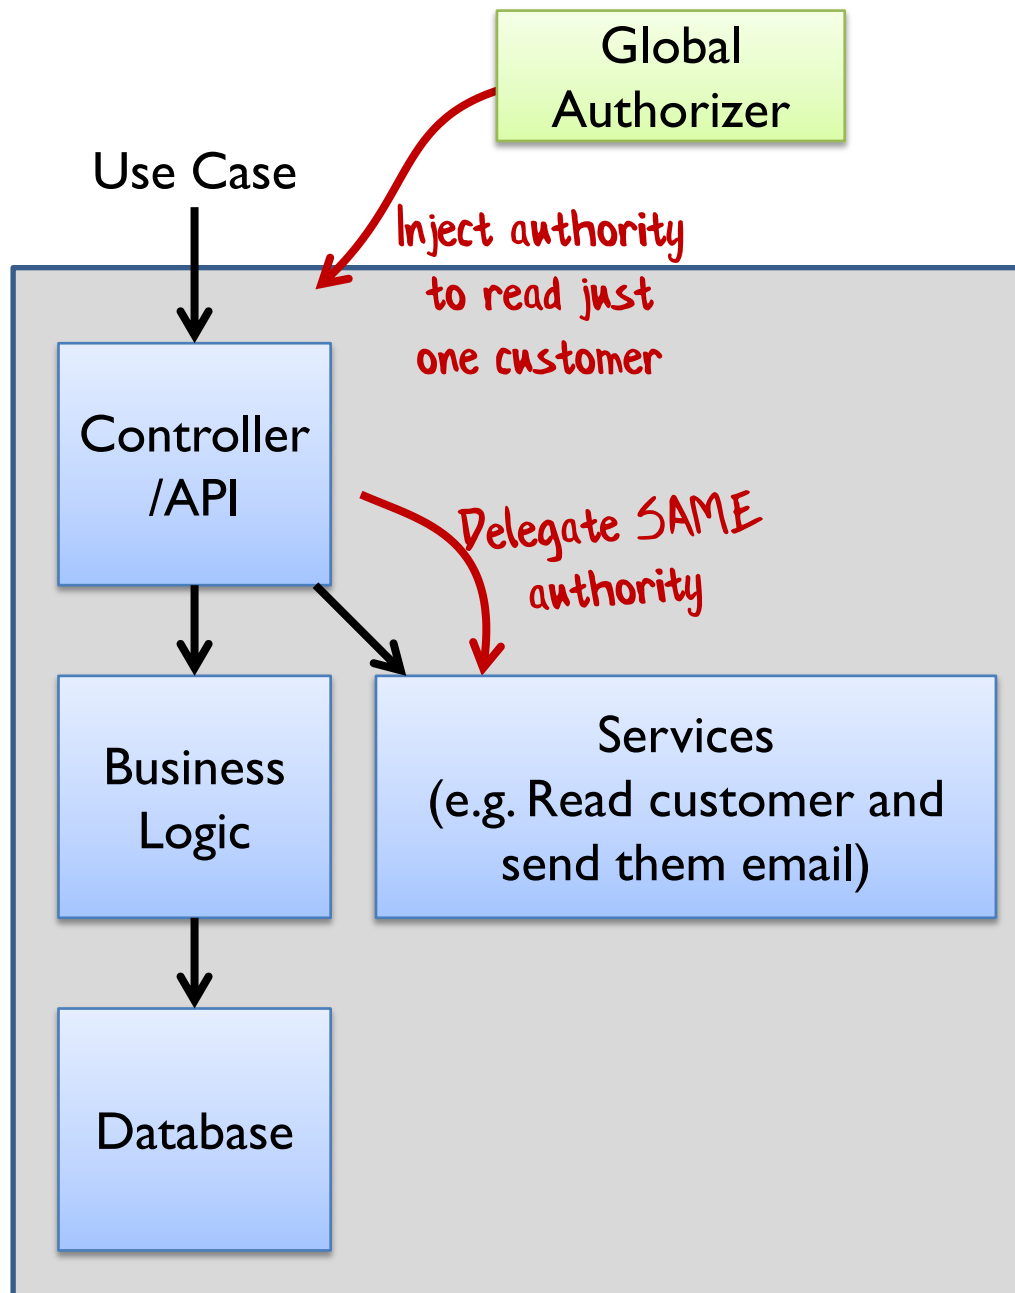 Global
Authorizer
Use Case
Inject authority
to read just
one customer
Controller
/API
Delegate SAME
authority
Business
Logic
Services
(e.g. Read customer and
send them email)
Database